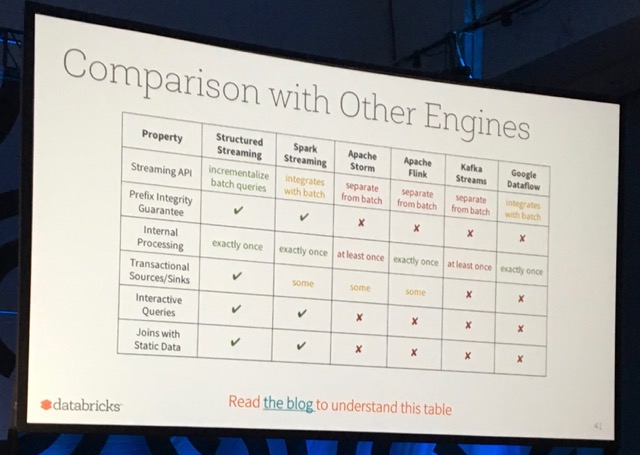 Comparison with Other Engines
Property Structured Streaming Spark Streaming Apache Storm Apache Flink Kafka Streams Google Dataflow
Streaming API incrementalize batch queries integrates with batch separate from batch separate from batch separate from batch integrates with batch
Prefix Integrity Guarantee ✔ ✔ ✘ ✘ ✘ ✘
Internal Processing exactly once exactly once at least once exactly once at least once exactly once
Transactional Sources/Sinks ✔ some some some ✘ ✘
Interactive Queries ✔ ✔ ✘ ✘ ✘ ✘
Joins with Static Data ✔ ✔ ✘ ✘ ✘ ✘
databricks
Read the blog to understand this table
41